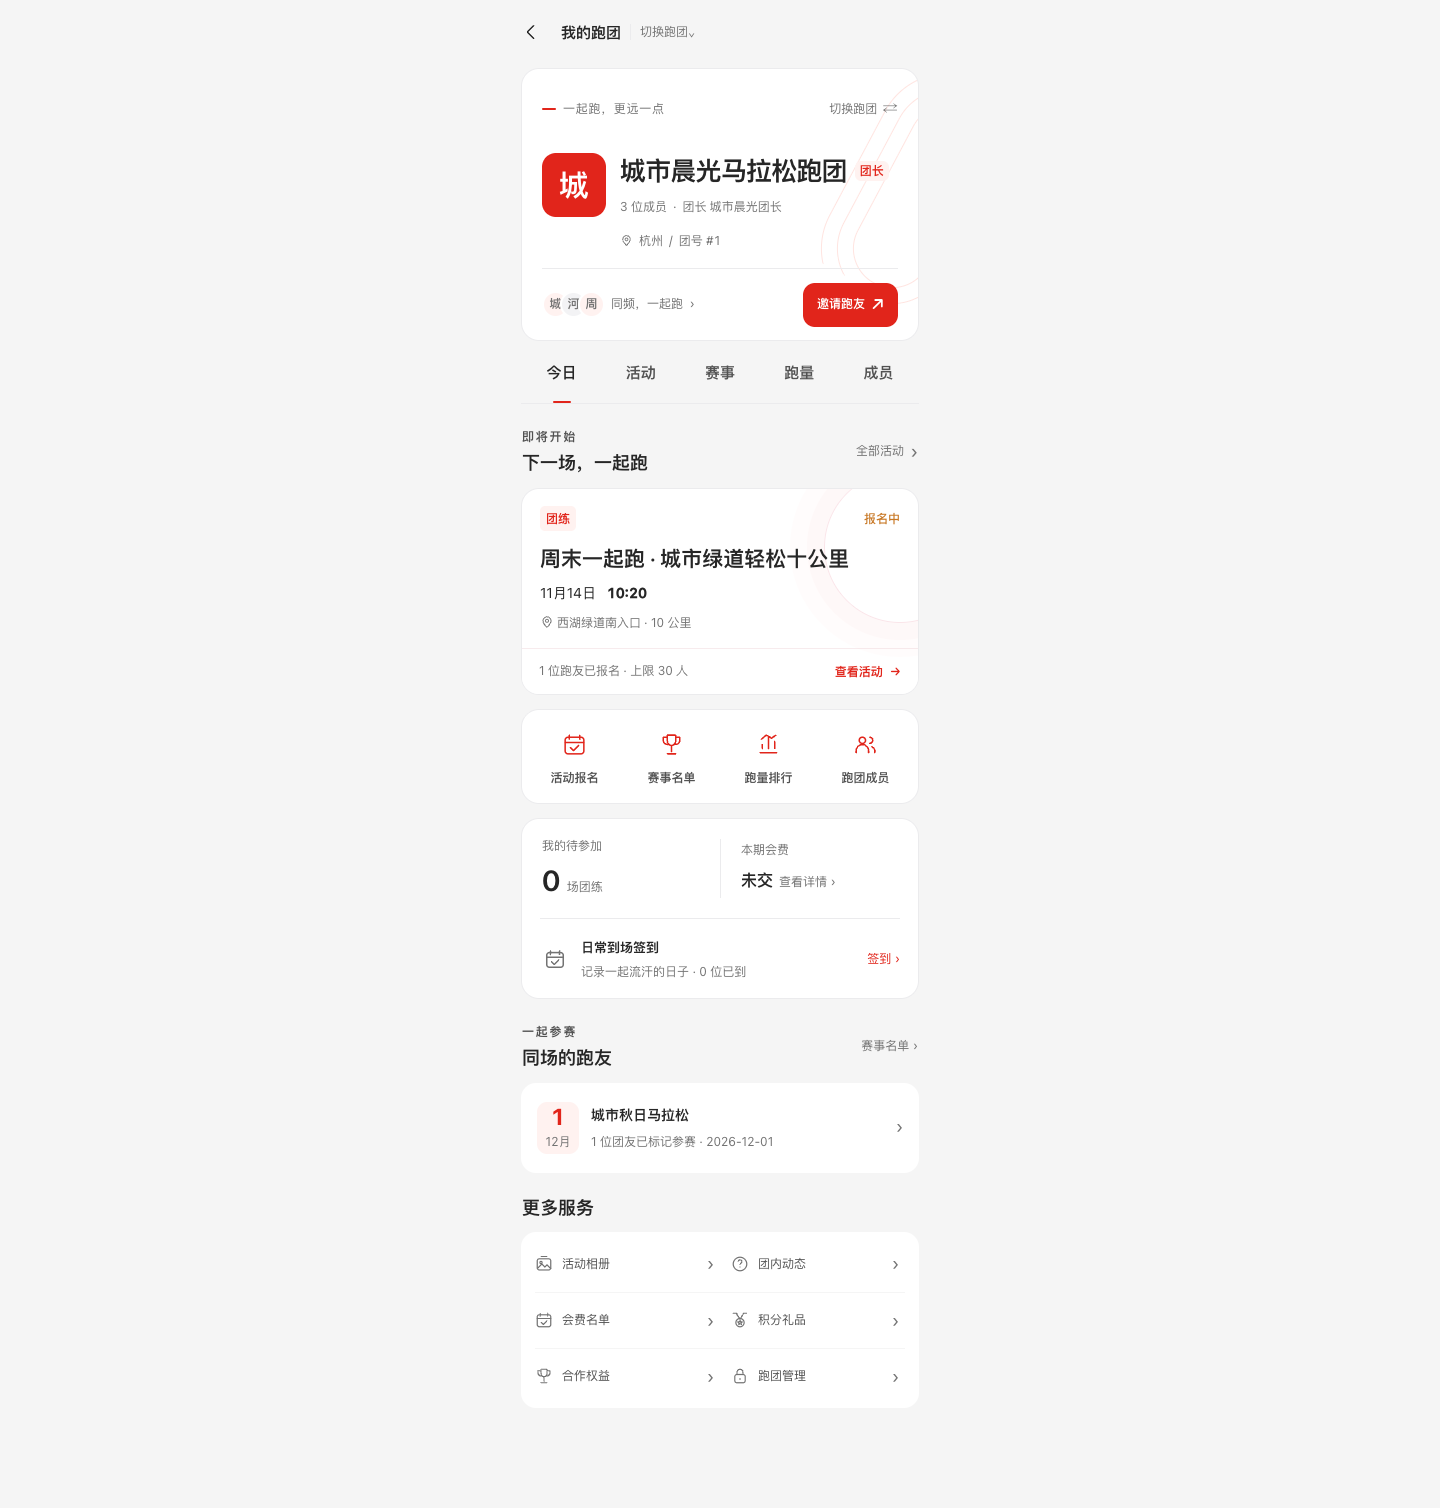 我的跑团 切换跑团
一起跑，更远一点 切换跑团
城 城市晨光马拉松跑团 团长
3 位成员 · 团长 城市晨光团长
杭州 / 团号 #1
城 河 周 同频，一起跑 › 邀请跑友
今日 活动 赛事 跑量 成员
即将开始
下一场，一起跑 全部活动 ›
团练 报名中
周末一起跑 · 城市绿道轻松十公里
11月14日 10:20
西湖绿道南入口 · 10 公里
1 位跑友已报名 · 上限 30 人 查看活动 →
活动报名 赛事名单 跑量排行 跑团成员
我的待参加 本期会费
0 场团练 未交 查看详情 ›
日常到场签到
记录一起流汗的日子 · 0 位已到 签到 ›
一起参赛
同场的跑友 赛事名单 ›
1 城市秋日马拉松
12月 1 位团友已标记参赛 · 2026-12-01 ›
更多服务
活动相册 › 团内动态 ›
会费名单 › 积分礼品 ›
合作权益 › 跑团管理 ›